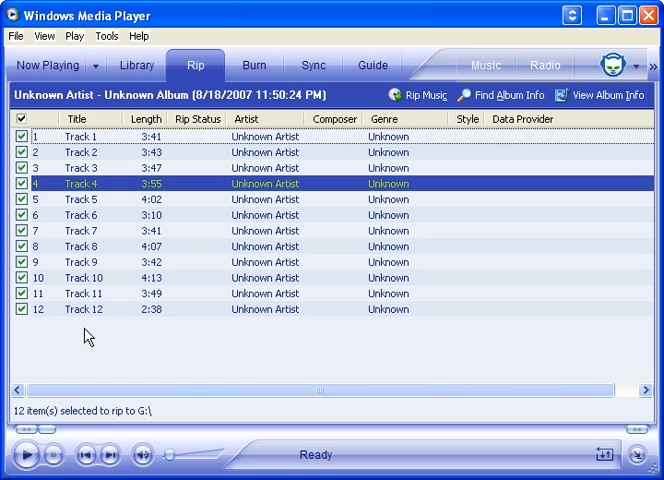 Windows Media Player
File View Play Tools Help
Now Playing Library Rip Burn Sync Guide Music Radio »
Unknown Artist - Unknown Album (8/18/2007 11:50:24 PM) Rip Music Find Album Info View Album Info
Title Length Rip Status Artist Composer Genre Style Data Provider
1 Track 1 3:41 Unknown Artist Unknown
2 Track 2 3:43 Unknown Artist Unknown
3 Track 3 3:47 Unknown Artist Unknown
4 Track 4 3:55 Unknown Artist Unknown
5 Track 5 4:02 Unknown Artist Unknown
6 Track 6 3:10 Unknown Artist Unknown
7 Track 7 3:41 Unknown Artist Unknown
8 Track 8 4:07 Unknown Artist Unknown
9 Track 9 3:42 Unknown Artist Unknown
10 Track 10 4:13 Unknown Artist Unknown
11 Track 11 3:49 Unknown Artist Unknown
12 Track 12 2:38 Unknown Artist Unknown
12 item(s) selected to rip to G:\
Ready